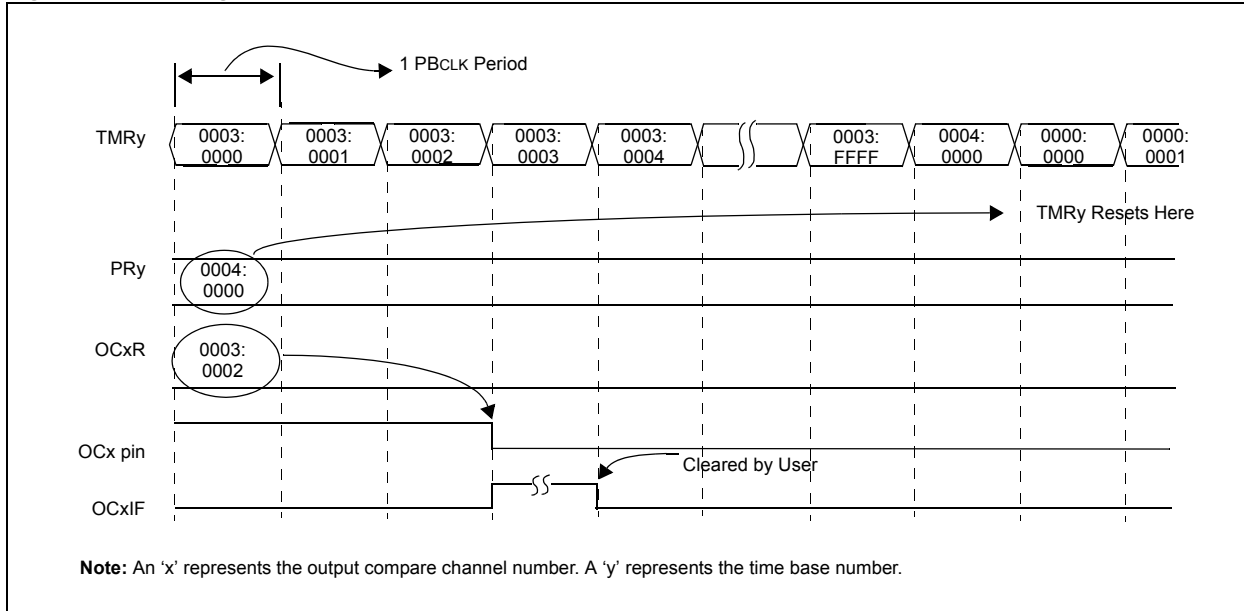 1 PBCLK Period
TMRy
0003:
0000
0003:
0001
0003:
0002
0003:
0003
0003:
0004
0003:
FFFF
0004:
0000
0000:
0000
0000:
0001
TMRy Resets Here
PRy
0004:
0000
OCxR
0003:
0002
OCx pin
Cleared by User
OCxIF
Note: An ‘x’ represents the output compare channel number. A ‘y’ represents the time base number.